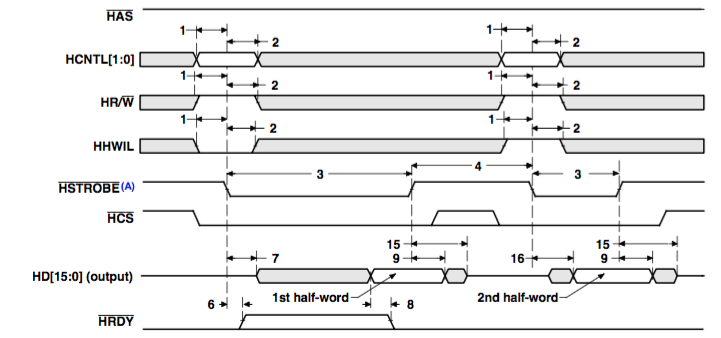 HAS
1 1
2 2
HCNTL[1:0]
1 1
2 2
HR/W
1 1
2 2
HHWIL
3 4 3
HSTROBE(A)
HCS
15 15
7 9 16 9
HD[15:0] (output)
1st half-word 2nd half-word
6 8
HRDY